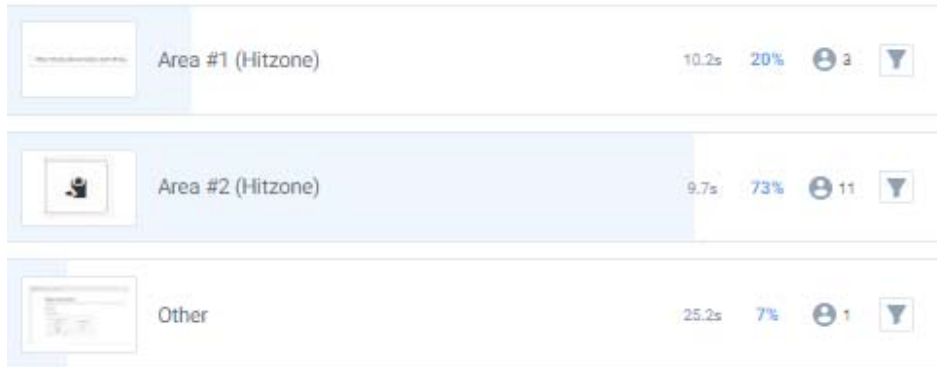 Area #1 (Hitzone) 10.2s 20% 3
Area #2 (Hitzone) 9.7s 73% 11
Other 25.2s 7% 1